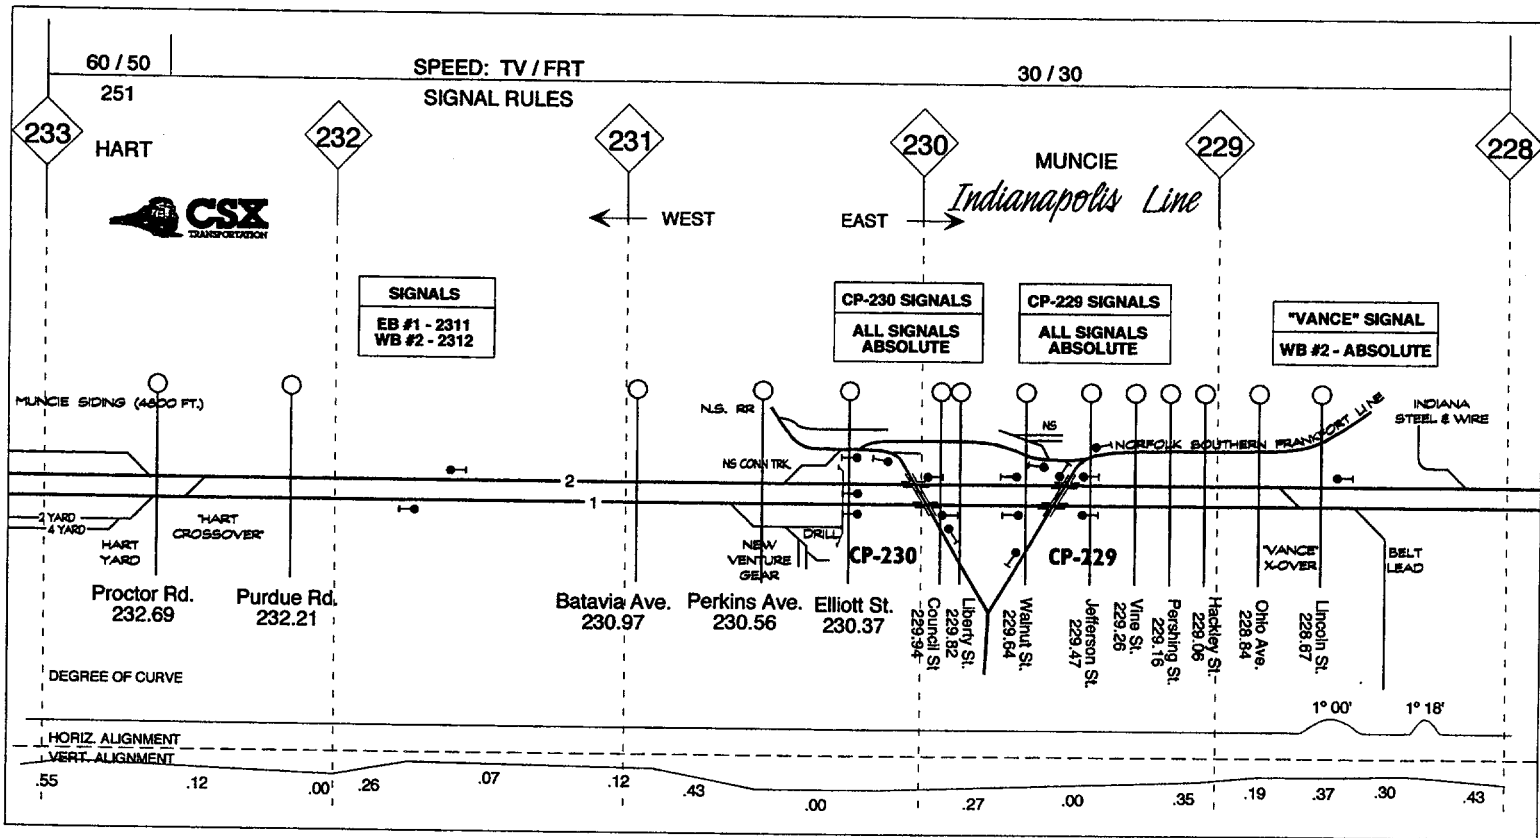 60 / 50
SPEED: TV / FRT
30 / 30
251
SIGNAL RULES
233
232
231
230
229
228
HART
MUNCIE
Indianapolis Line
CSX
TRANSPORTATION
WEST
EAST
SIGNALS
EB #1 - 2311
WB #2 - 2312
CP-230 SIGNALS
ALL SIGNALS
ABSOLUTE
CP-229 SIGNALS
ALL SIGNALS
ABSOLUTE
"VANCE" SIGNAL
WB #2 - ABSOLUTE
MUNCIE SIDING (4800 FT.)
N.S. RR
NS
NORFOLK SOUTHERN FRANKFORT LINE
INDIANA
STEEL & WIRE
NS CONN TRK.
2
1
2 YARD
4 YARD
HART
YARD
"HART
CROSSOVER"
NEW
VENTURE
GEAR
DRILL
CP-230
CP-229
"VANCE"
X-OVER
BELT
LEAD
Proctor Rd.
232.69
Purdue Rd.
232.21
Batavia Ave.
230.97
Perkins Ave.
230.56
Elliott St.
230.37
Council St
229.94
Liberty St.
229.82
Walnut St.
229.64
Jefferson St.
229.47
Vine St.
229.26
Pershing St.
229.16
Hackley St.
229.06
Ohio Ave.
228.84
Lincoln St.
228.67
DEGREE OF CURVE
1° 00'
1° 18'
HORIZ. ALIGNMENT
VERT. ALIGNMENT
.55
.12
.00
.26
.07
.12
.43
.00
.27
.00
.35
.19
.37
.30
.43